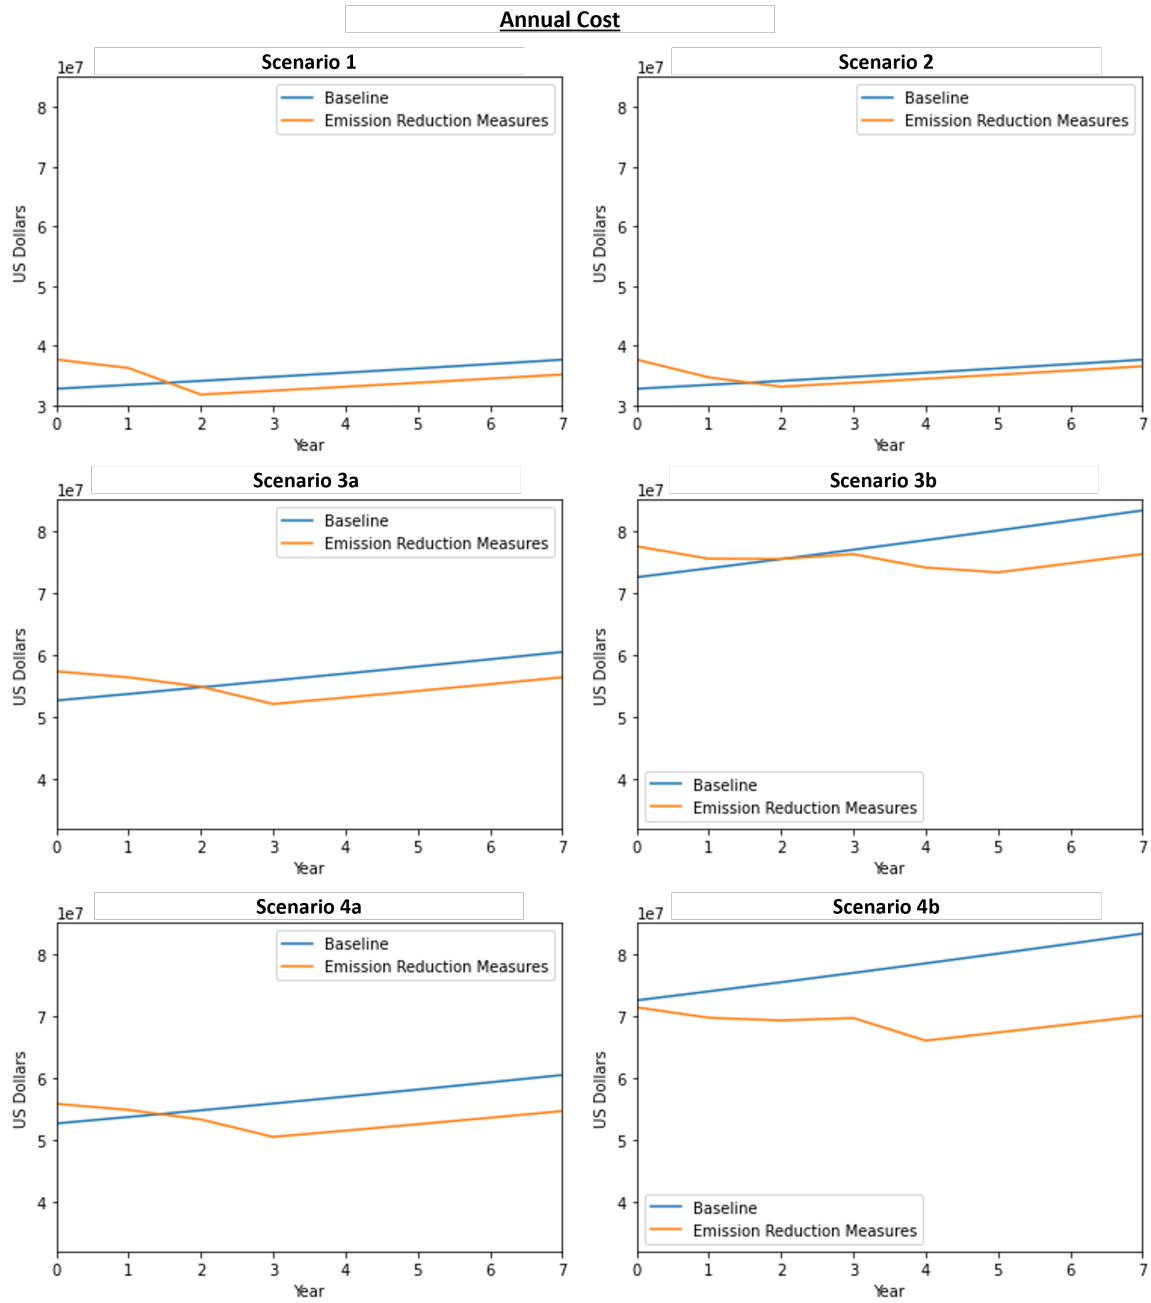 Annual Cost
Scenario 1
1e7
Baseline
Emission Reduction Measures
8
7
6
5
4
3
US Dollars
0 1 2 3 4 5 6 7
Year
Scenario 2
1e7
Baseline
Emission Reduction Measures
8
7
6
5
4
3
US Dollars
0 1 2 3 4 5 6 7
Year
Scenario 3a
1e7
Baseline
Emission Reduction Measures
8
7
6
5
4
US Dollars
0 1 2 3 4 5 6 7
Year
Scenario 3b
1e7
8
7
6
5
4
US Dollars
Baseline
Emission Reduction Measures
0 1 2 3 4 5 6 7
Year
Scenario 4a
1e7
Baseline
Emission Reduction Measures
8
7
6
5
4
US Dollars
0 1 2 3 4 5 6 7
Year
Scenario 4b
1e7
8
7
6
5
4
US Dollars
Baseline
Emission Reduction Measures
0 1 2 3 4 5 6 7
Year